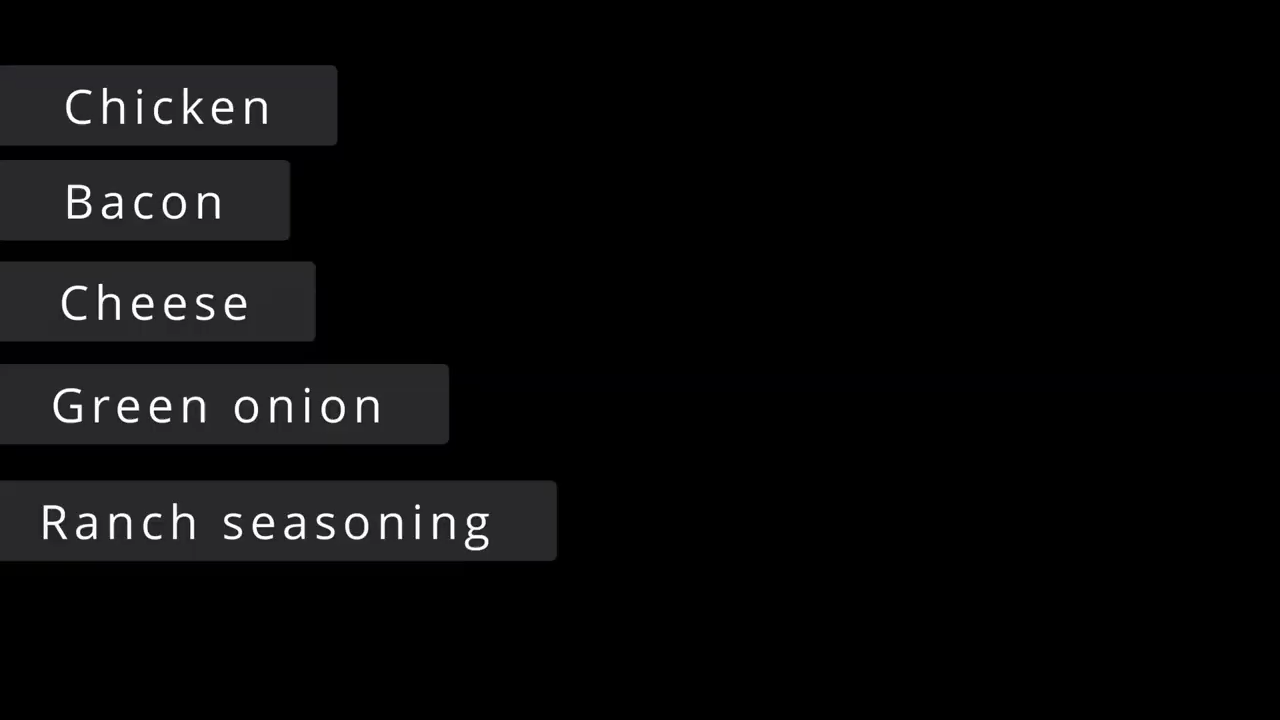 Chicken
Bacon
Cheese
Green onion
Ranch seasoning